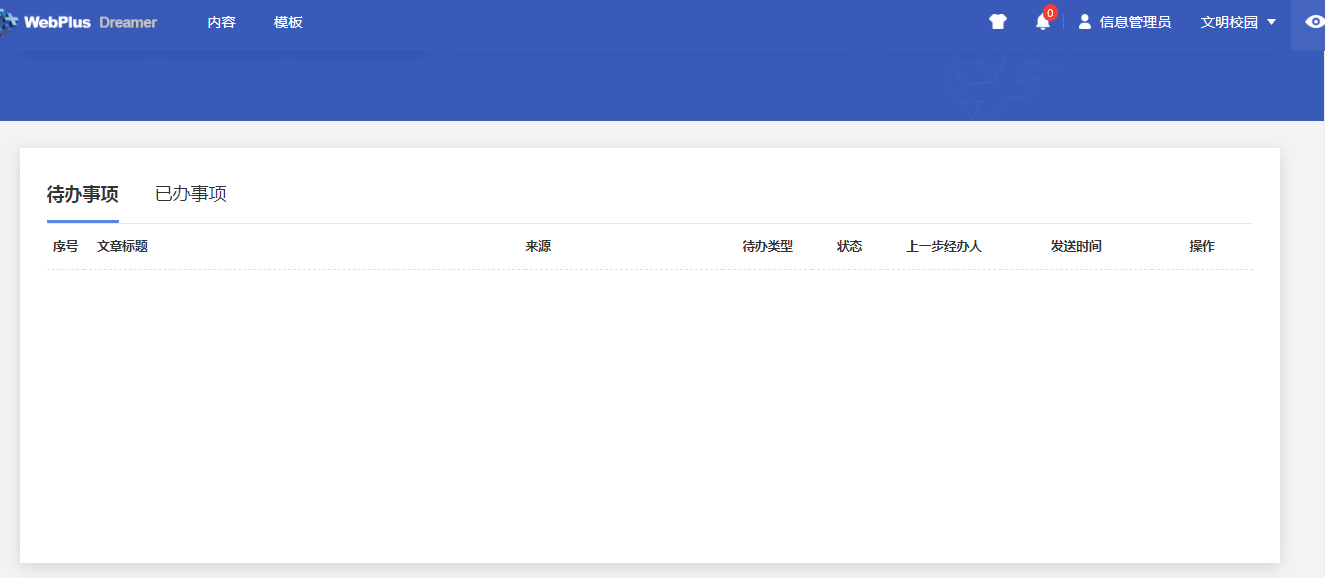 WebPlus Dreamer 内容 模板 0 信息管理员 文明校园
待办事项 已办事项
序号 文章标题 来源 待办类型 状态 上一步经办人 发送时间 操作